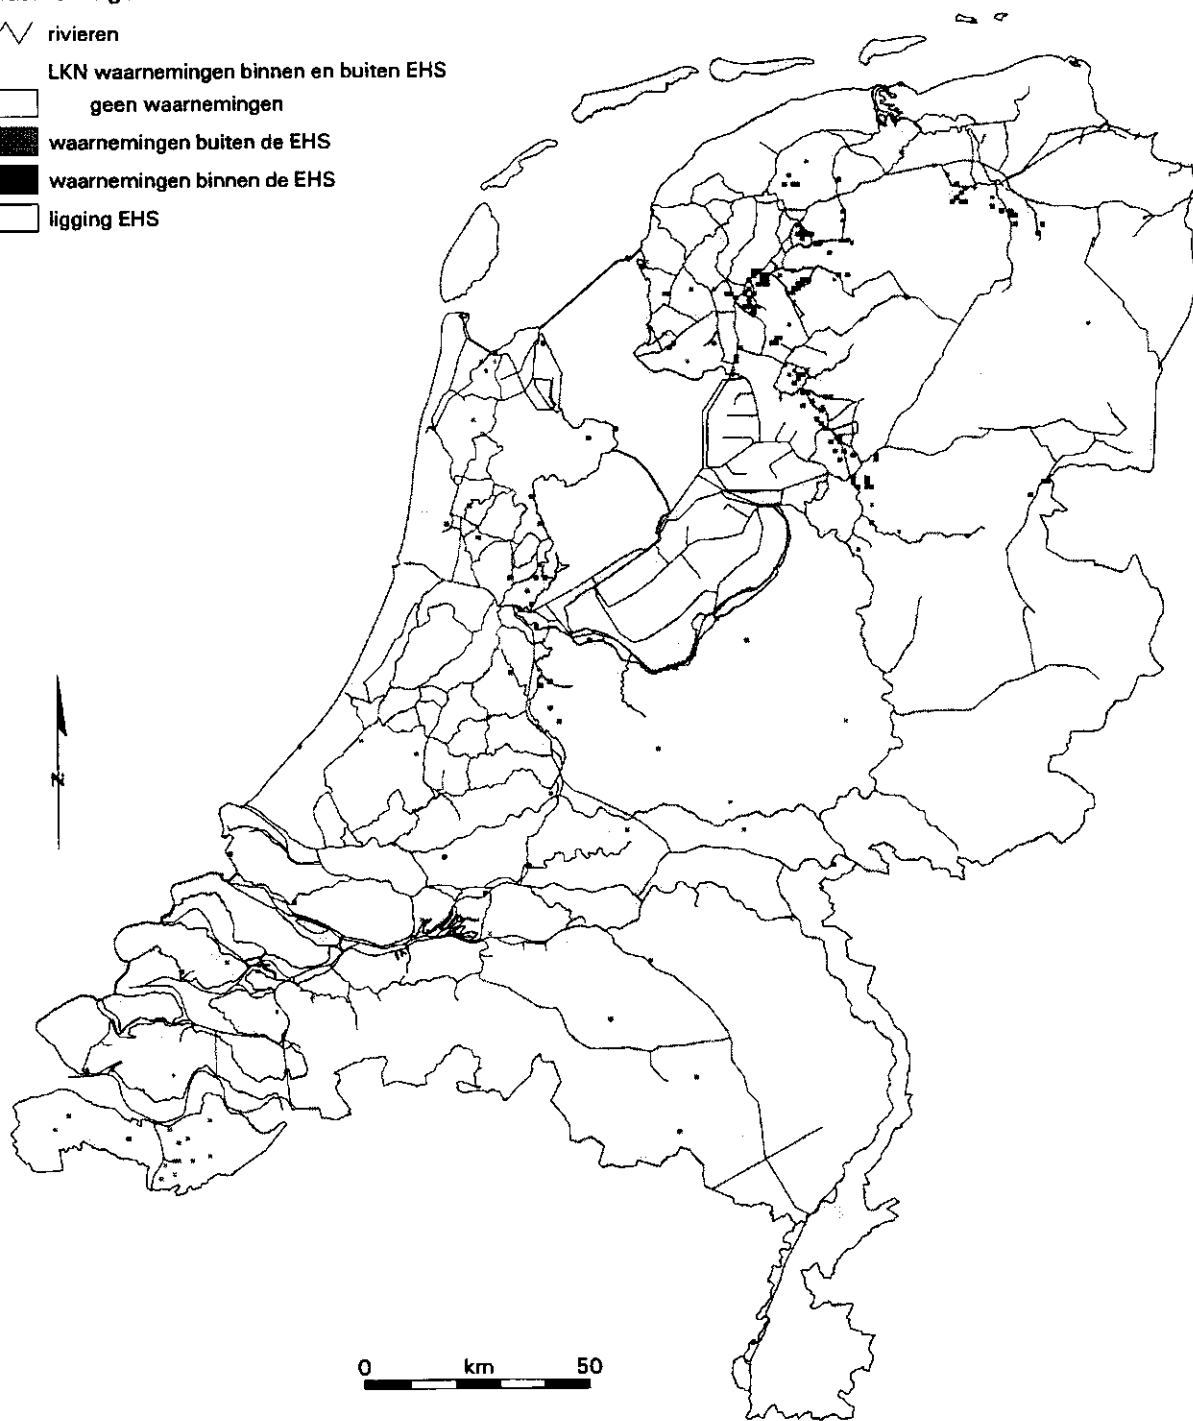 rivieren
LKN waarnemingen binnen en buiten EHS
geen waarnemingen
waarnemingen buiten de EHS
waarnemingen binnen de EHS
ligging EHS
N
0 km 50